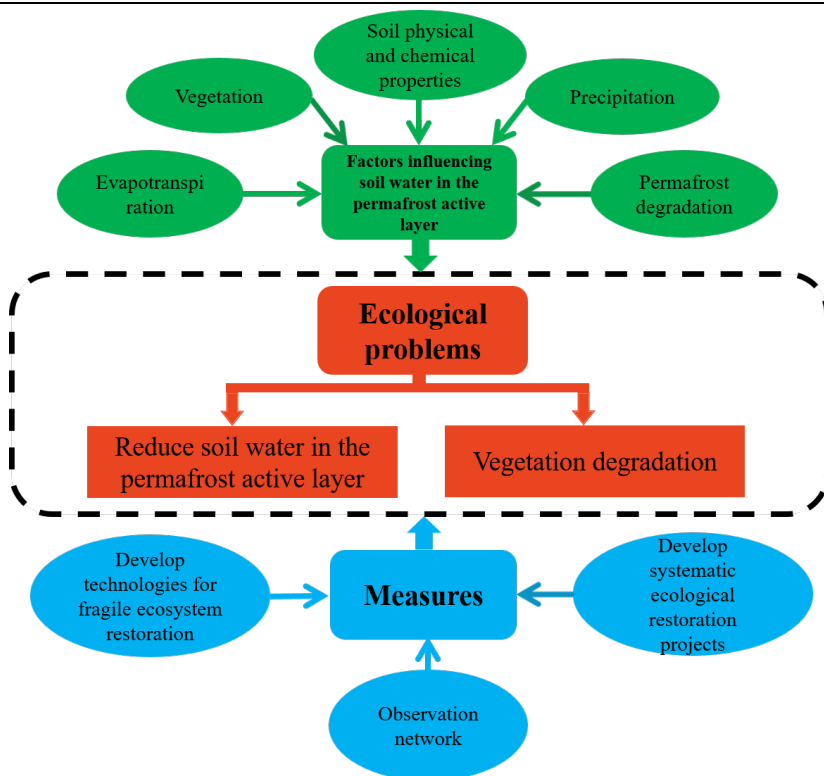 Soil physical
and chemical
properties
Vegetation
Precipitation
Factors influencing
soil water in the
permafrost active
layer
Evapotranspi
ration
Permafrost
degradation
Ecological
problems
Reduce soil water in the
permafrost active layer
Vegetation degradation
Develop
technologies for
fragile ecosystem
restoration
Measures
Develop
systematic
ecological
restoration
projects
Observation
network